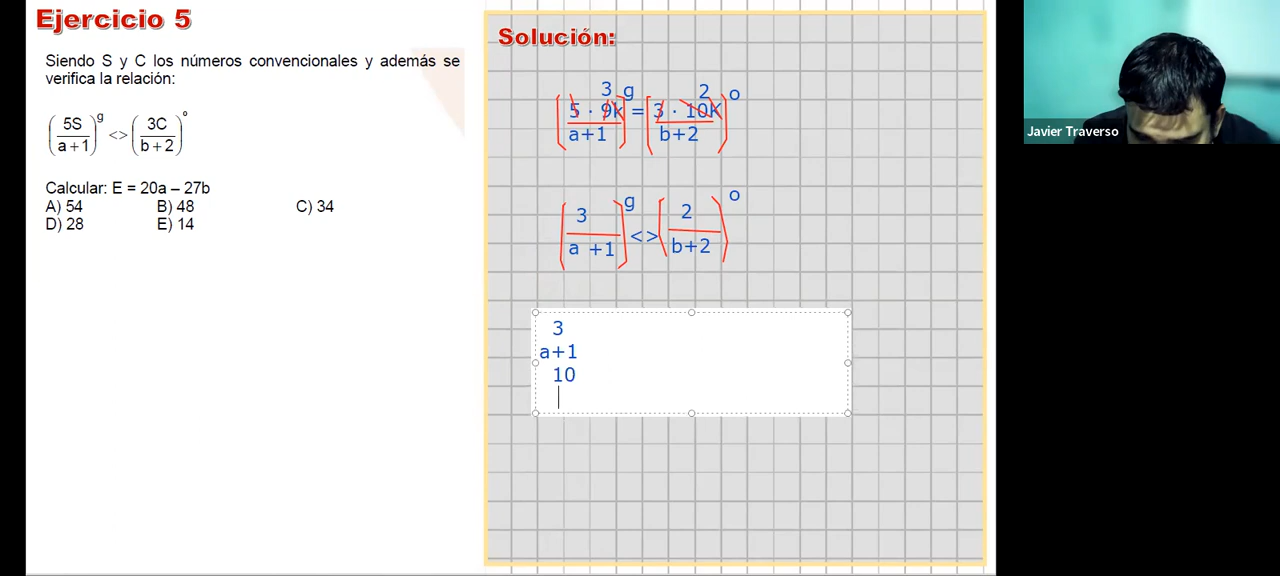 Ejercicio 5
Siendo S y C los números convencionales y además se
verifica la relación:
(5S / a+1)^g <> (3C / b+2)^°
Calcular: E = 20a – 27b
A) 54 B) 48 C) 34
D) 28 E) 14
Solución:
3 g 2 o
5 · 9k = 3 · 10K
a+1 b+2
3 g 2 o
a +1 <> b+2
3
a+1
10
Javier Traverso